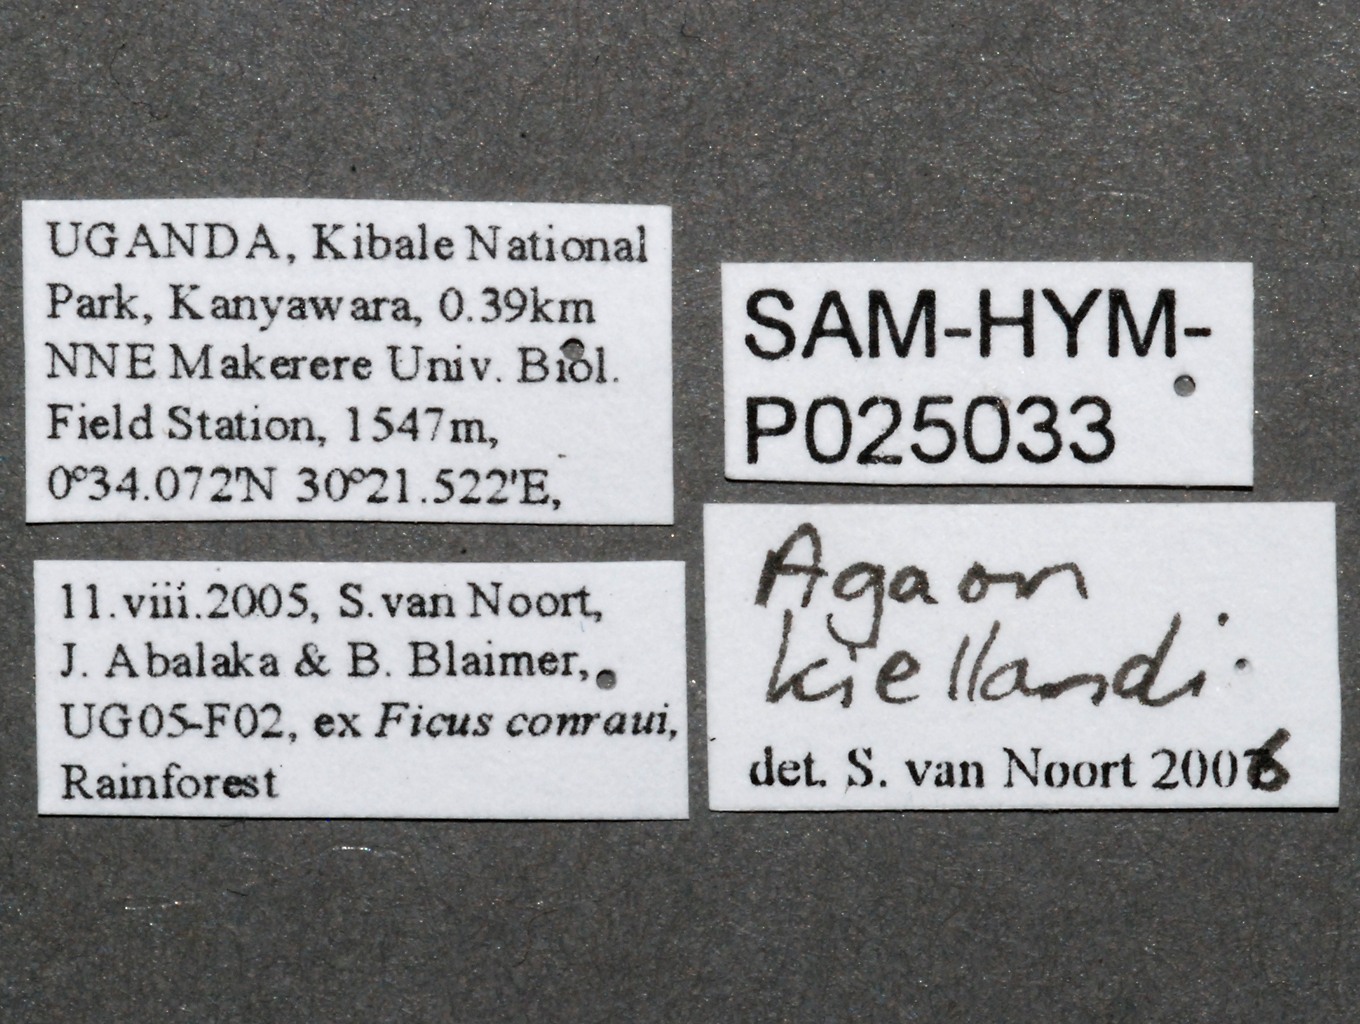 UGANDA, Kibale National
Park, Kanyawara, 0.39km
NNE Makerere Univ. Biol.
Field Station, 1547m,
0°34.072'N 30°21.522'E,
11.viii.2005, S. van Noort,
J. Abalaka & B. Blaimer,
UG05-F02, ex Ficus conraui,
Rainforest
SAM-HYM-
P025033
Agaon
kiellandi
det. S. van Noort 2006